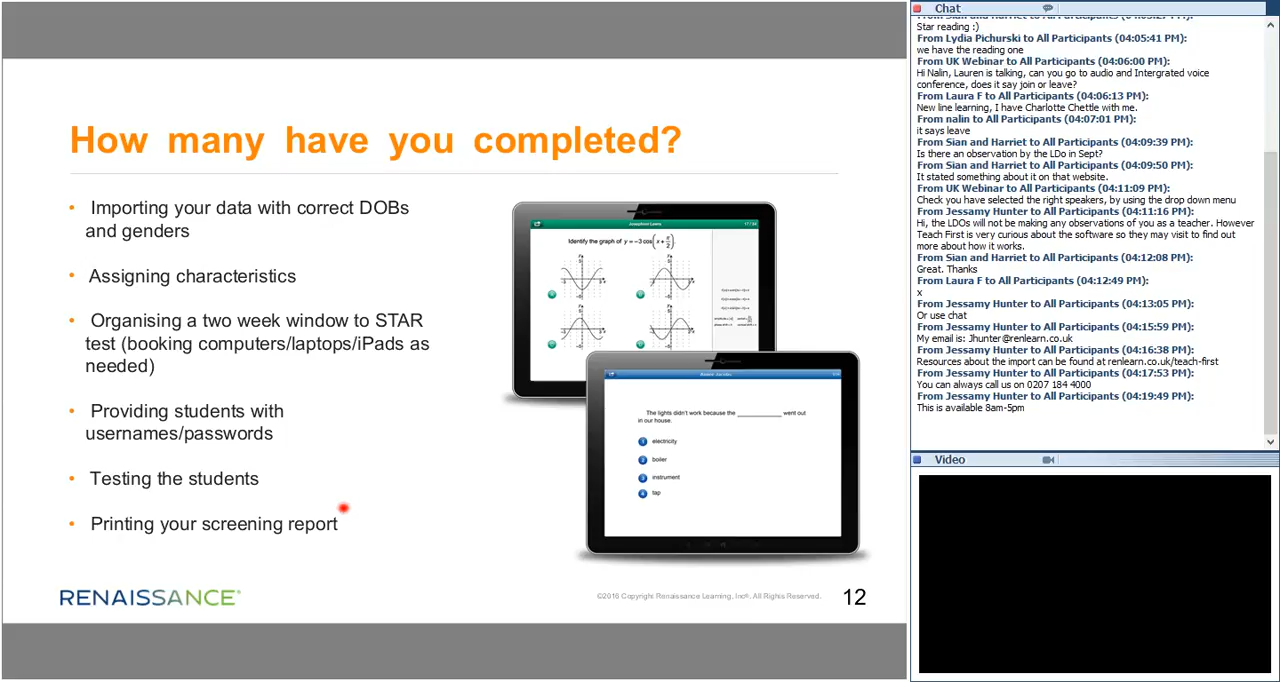 How many have you completed?
• Importing your data with correct DOBs
and genders
• Assigning characteristics
• Organising a two week window to STAR
test (booking computers/laptops/iPads as
needed)
• Providing students with
usernames/passwords
• Testing the students
• Printing your screening report
Identify the graph of y = −3 cos(x + π/2).
The lights didn't work because the ____________ went out
in our house.
1 electricity
2 boiler
3 instrument
4 tap
RENAISSANCE®
©2016 Copyright Renaissance Learning, Inc®. All Rights Reserved.
12
Chat
Star reading :)
From Lydia Pichurski to All Participants (04:05:41 PM):
we have the reading one
From UK Webinar to All Participants (04:06:00 PM):
Hi Nalin, Lauren is talking, can you go to audio and Intergrated voice
conference, does it say join or leave?
From Laura F to All Participants (04:06:13 PM):
New line learning, I have Charlotte Chettle with me.
From nalin to All Participants (04:07:01 PM):
it says leave
From Sian and Harriet to All Participants (04:09:39 PM):
Is there an observation by the LDo in Sept?
From Sian and Harriet to All Participants (04:09:50 PM):
It stated something about it on that website.
From UK Webinar to All Participants (04:11:09 PM):
Check you have selected the right speakers, by using the drop down menu
From Jessamy Hunter to All Participants (04:11:16 PM):
Hi, the LDOs will not be making any observations of you as a teacher. However
Teach First is very curious about the software so they may visit to find out
more about how it works.
From Sian and Harriet to All Participants (04:12:08 PM):
Great. Thanks
From Laura F to All Participants (04:12:49 PM):
x
From Jessamy Hunter to All Participants (04:13:05 PM):
Or use chat
From Jessamy Hunter to All Participants (04:15:59 PM):
My email is: Jhunter@renlearn.co.uk
From Jessamy Hunter to All Participants (04:16:38 PM):
Resources about the import can be found at renlearn.co.uk/teach-first
From Jessamy Hunter to All Participants (04:17:53 PM):
You can always call us on 0207 184 4000
From Jessamy Hunter to All Participants (04:19:49 PM):
This is available 8am-5pm
Video